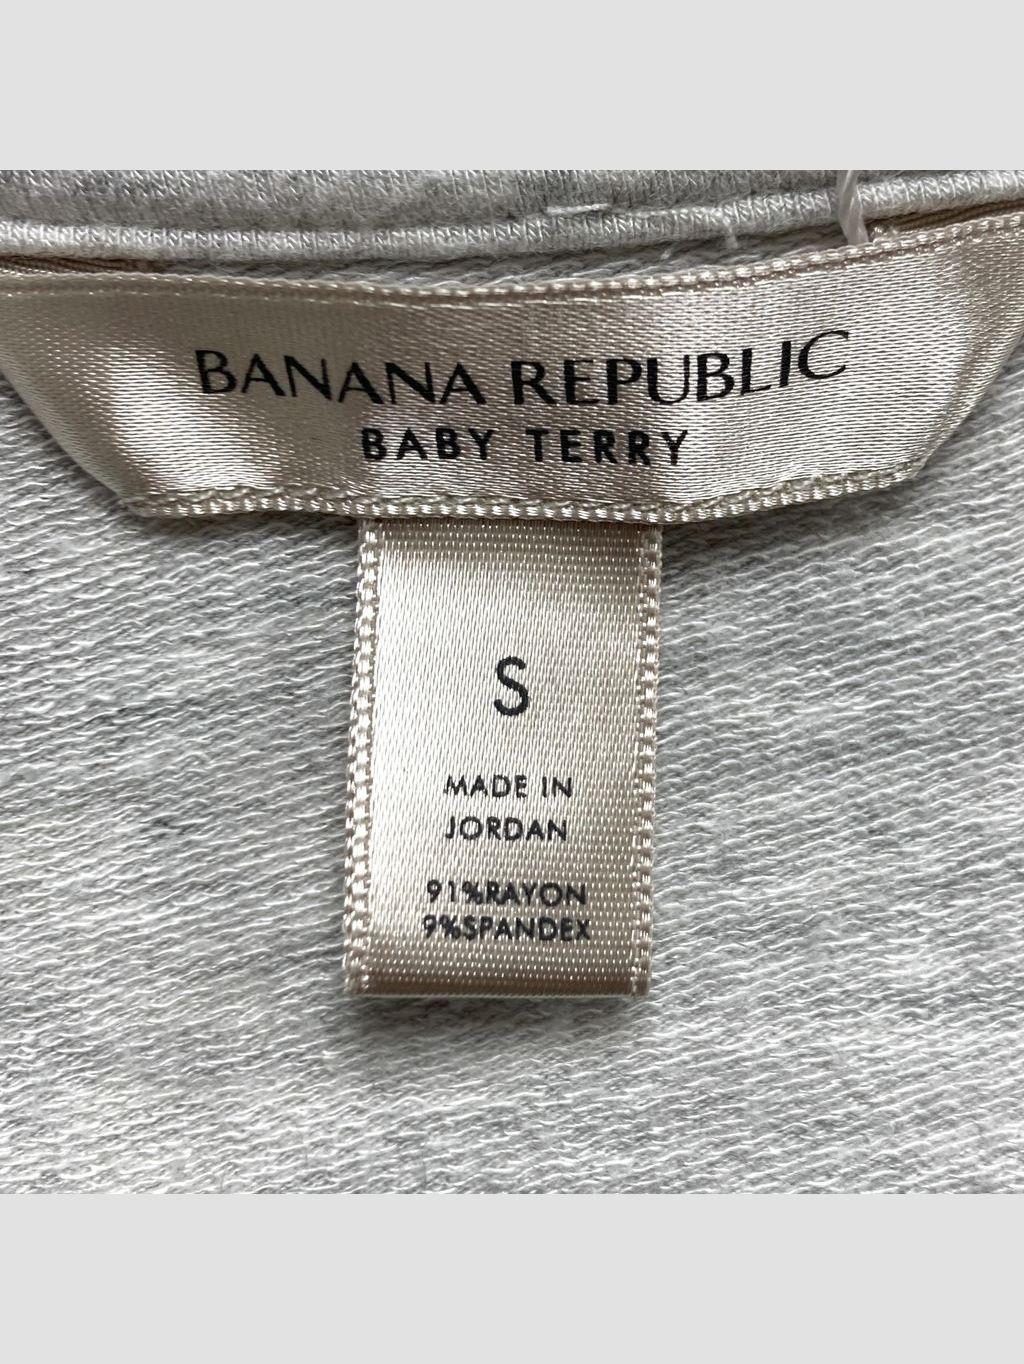 BANANA REPUBLIC
BABY TERRY
S
MADE IN
JORDAN
91%RAYON
9%SPANDEX